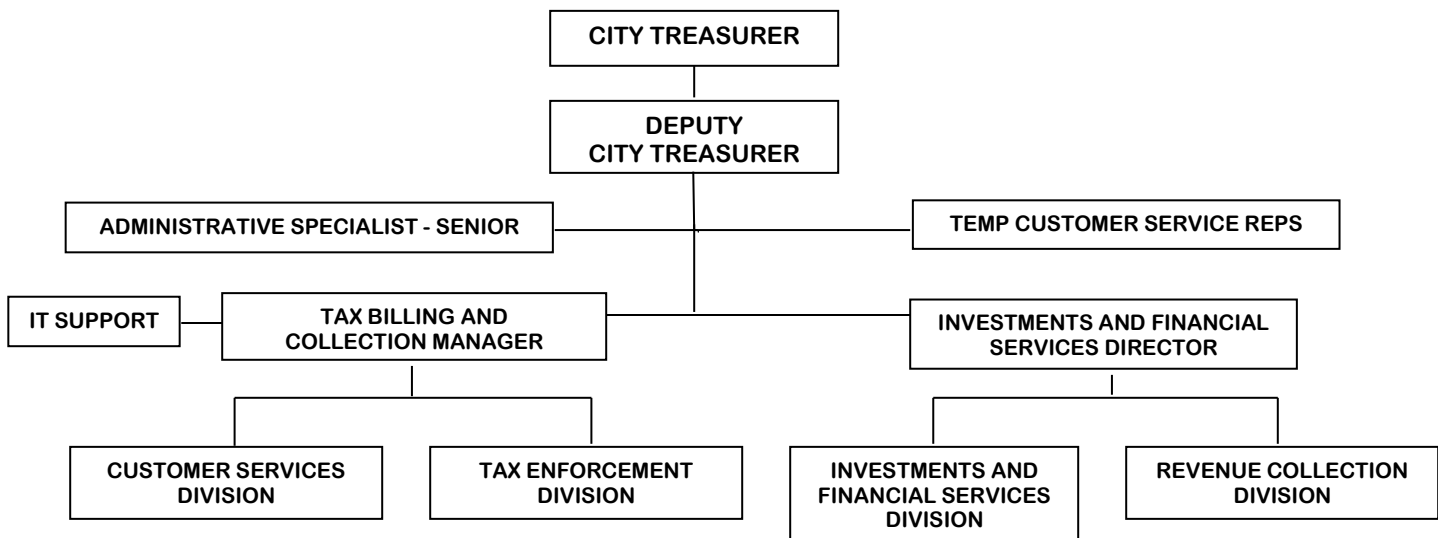 CITY TREASURER
DEPUTY
CITY TREASURER
ADMINISTRATIVE SPECIALIST - SENIOR
TEMP CUSTOMER SERVICE REPS
IT SUPPORT
TAX BILLING AND
COLLECTION MANAGER
INVESTMENTS AND FINANCIAL
SERVICES DIRECTOR
CUSTOMER SERVICES
DIVISION
TAX ENFORCEMENT
DIVISION
INVESTMENTS AND
FINANCIAL SERVICES
DIVISION
REVENUE COLLECTION
DIVISION